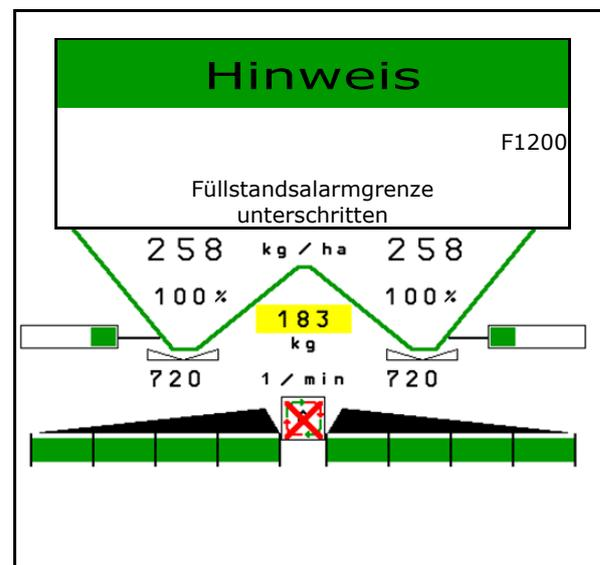 Hinweis
F1200
Füllstandsalarmgrenze
unterschritten
258 kg/ha 258
100% 100%
183
kg
720 1/min 720